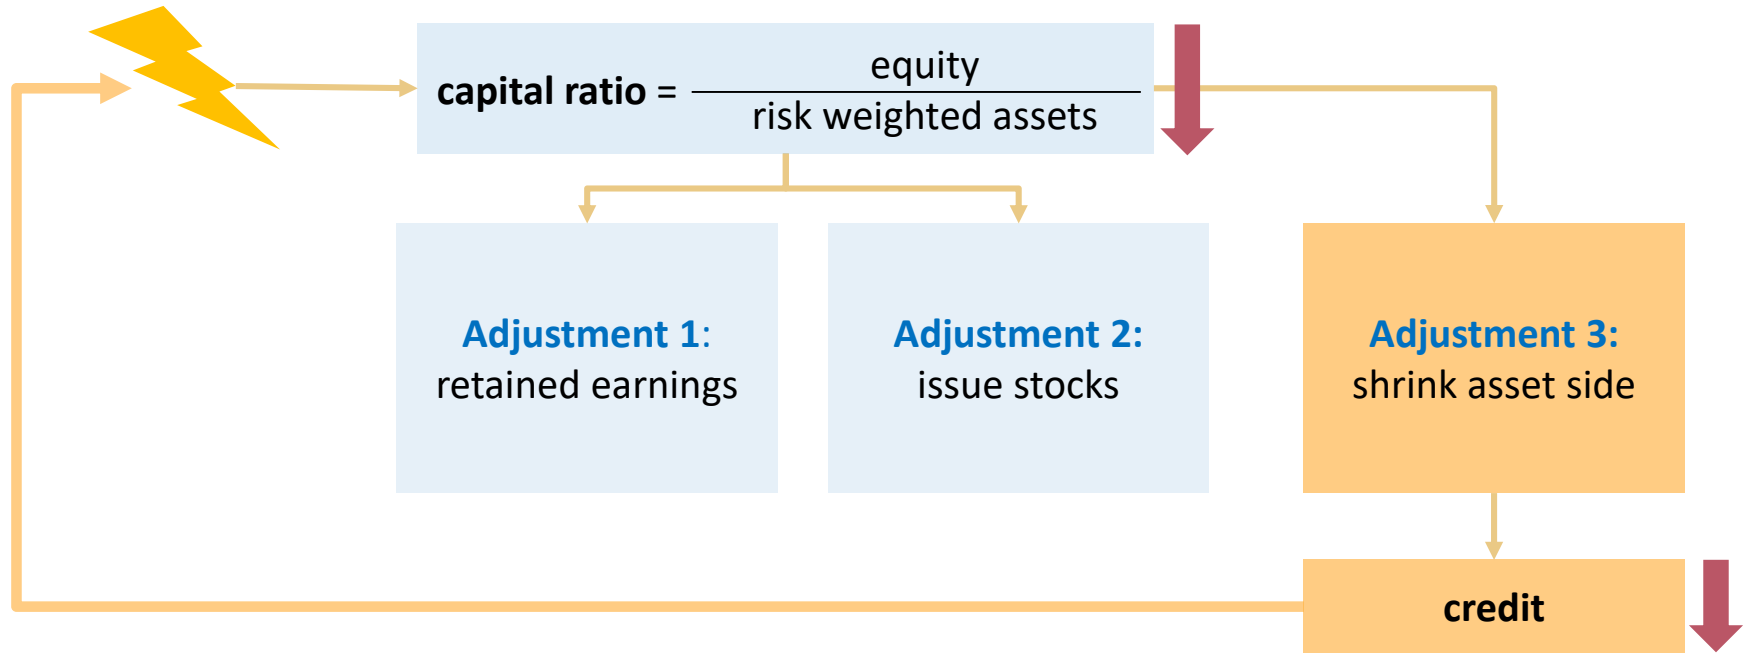 equity
capital ratio =
risk weighted assets
Adjustment 1:
retained earnings
Adjustment 2:
issue stocks
Adjustment 3:
shrink asset side
credit